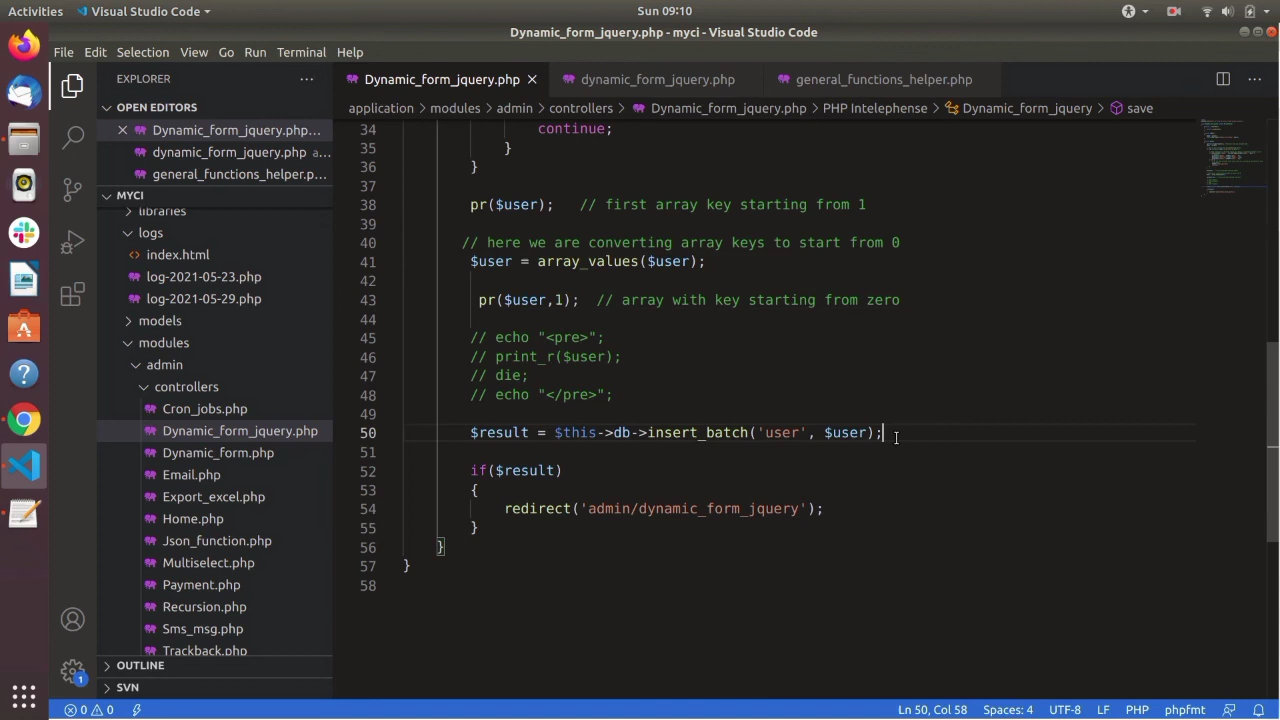 Activities
Visual Studio Code
Sun 09:10
Dynamic_form_jquery.php - myci - Visual Studio Code
File Edit Selection View Go Run Terminal Help
EXPLORER
OPEN EDITORS
Dynamic_form_jquery.php...
dynamic_form_jquery.php a...
general_functions_helper.p...
MYCI
libraries
logs
index.html
log-2021-05-23.php
log-2021-05-29.php
models
modules
admin
controllers
Cron_jobs.php
Dynamic_form_jquery.php
Dynamic_form.php
Email.php
Export_excel.php
Home.php
Json_function.php
Multiselect.php
Payment.php
Recursion.php
Sms_msg.php
Trackback.php
OUTLINE
SVN
Dynamic_form_jquery.php
dynamic_form_jquery.php
general_functions_helper.php
application > modules > admin > controllers > Dynamic_form_jquery.php > PHP Intelephense > Dynamic_form_jquery > save
34 continue;
35 }
36 }
37
38 pr($user); // first array key starting from 1
39
40 // here we are converting array keys to start from 0
41 $user = array_values($user);
42
43 pr($user,1); // array with key starting from zero
44
45 // echo "<pre>";
46 // print_r($user);
47 // die;
48 // echo "</pre>";
49
50 $result = $this->db->insert_batch('user', $user);
51
52 if($result)
53 {
54 redirect('admin/dynamic_form_jquery');
55 }
56 }
57 }
58
1
0 0
Ln 50, Col 58 Spaces: 4 UTF-8 LF PHP phpfmt